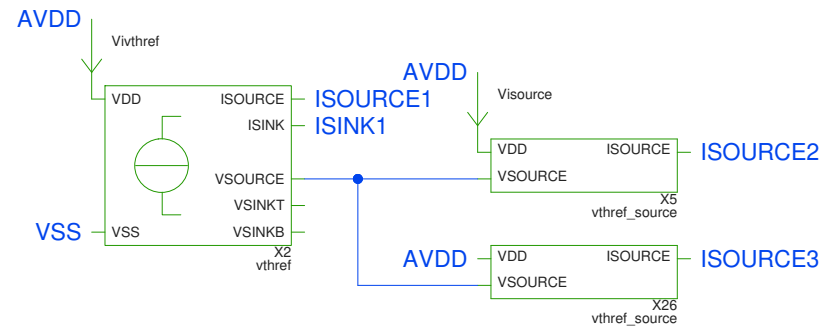 AVDD
Vivthref
VDD
ISOURCE
ISOURCE1
ISINK
ISINK1
VSOURCE
VSINKT
VSS
VSS
VSINKB
X2
vthref
AVDD
Visource
VDD
ISOURCE
ISOURCE2
VSOURCE
X5
vthref_source
AVDD
VDD
ISOURCE
ISOURCE3
VSOURCE
X26
vthref_source